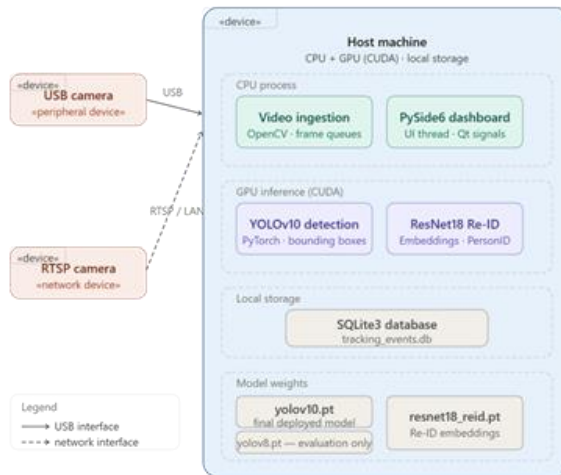 «device»
Host machine
CPU + GPU (CUDA) · local storage
«device»
USB camera
«peripheral device»
USB
CPU process
Video ingestion
OpenCV · frame queues
PySide6 dashboard
UI thread · Qt signals
RTSP / LAN
«device»
RTSP camera
«network device»
GPU inference (CUDA)
YOLOv10 detection
PyTorch · bounding boxes
ResNet18 Re-ID
Embeddings · PersonID
Local storage
SQLite3 database
tracking_events.db
Model weights
yolov10.pt
final deployed model
yolov8.pt — evaluation only
resnet18_reid.pt
Re-ID embeddings
Legend
USB interface
network interface